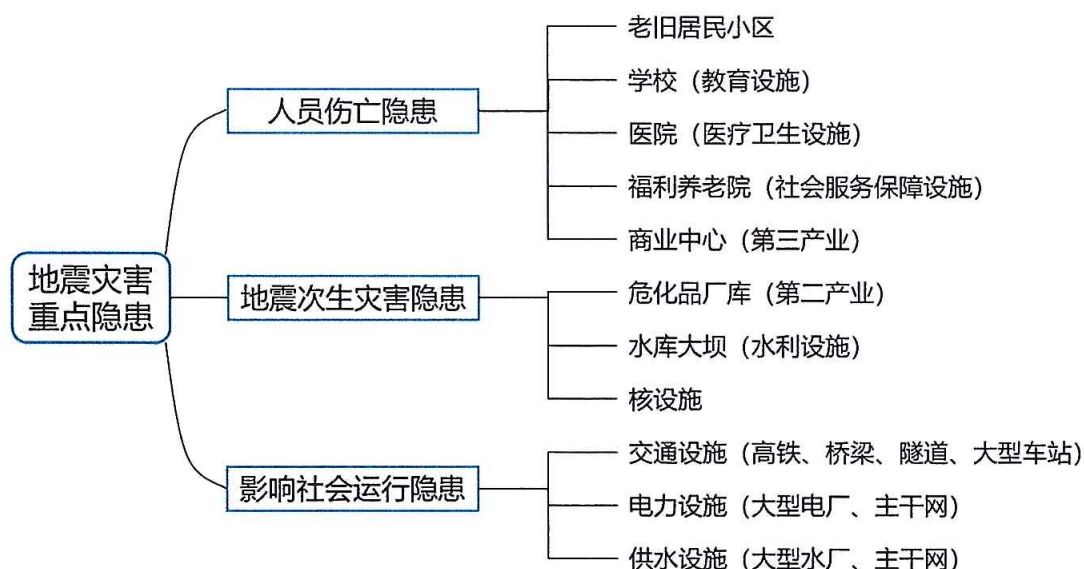 地震灾害
重点隐患
人员伤亡隐患
老旧居民小区
学校（教育设施）
医院（医疗卫生设施）
福利养老院（社会服务保障设施）
商业中心（第三产业）
地震次生灾害隐患
危化品厂库（第二产业）
水库大坝（水利设施）
核设施
影响社会运行隐患
交通设施（高铁、桥梁、隧道、大型车站）
电力设施（大型电厂、主干网）
供水设施（大型水厂、主干网）